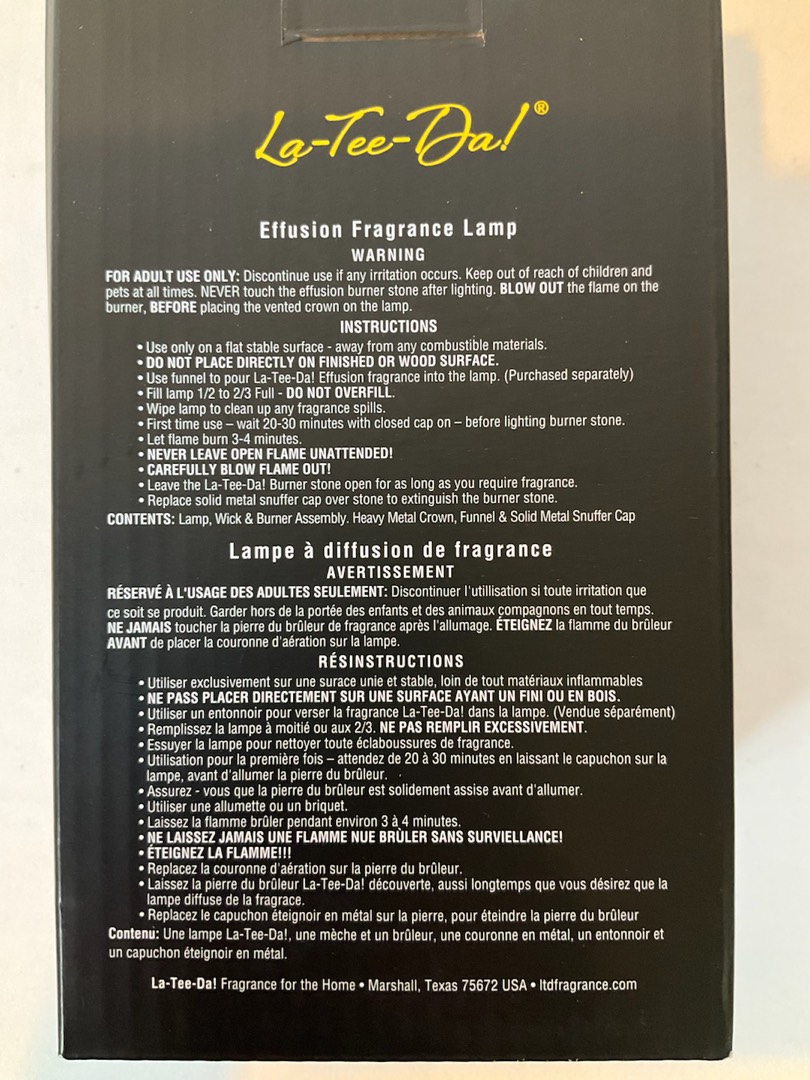 La-Tee-Da!®
Effusion Fragrance Lamp
WARNING
FOR ADULT USE ONLY: Discontinue use if any irritation occurs. Keep out of reach of children and
pets at all times. NEVER touch the effusion burner stone after lighting. BLOW OUT the flame on the
burner, BEFORE placing the vented crown on the lamp.
INSTRUCTIONS
• Use only on a flat stable surface - away from any combustible materials.
• DO NOT PLACE DIRECTLY ON FINISHED OR WOOD SURFACE.
• Use funnel to pour La-Tee-Da! Effusion fragrance into the lamp. (Purchased separately)
• Fill lamp 1/2 to 2/3 Full - DO NOT OVERFILL.
• Wipe lamp to clean up any fragrance spills.
• First time use – wait 20-30 minutes with closed cap on – before lighting burner stone.
• Let flame burn 3-4 minutes.
• NEVER LEAVE OPEN FLAME UNATTENDED!
• CAREFULLY BLOW FLAME OUT!
• Leave the La-Tee-Da! Burner stone open for as long as you require fragrance.
• Replace solid metal snuffer cap over stone to extinguish the burner stone.
CONTENTS: Lamp, Wick & Burner Assembly. Heavy Metal Crown, Funnel & Solid Metal Snuffer Cap
Lampe à diffusion de fragrance
AVERTISSEMENT
RÉSERVÉ À L'USAGE DES ADULTES SEULEMENT: Discontinuer l'utillisation si toute irritation que
ce soit se produit. Garder hors de la portée des enfants et des animaux compagnons en tout temps.
NE JAMAIS toucher la pierre du brûleur de fragrance après l'allumage. ÉTEIGNEZ la flamme du brûleur
AVANT de placer la couronne d'aération sur la lampe.
RÉSINSTRUCTIONS
• Utiliser exclusivement sur une surace unie et stable, loin de tout matériaux inflammables
• NE PASS PLACER DIRECTEMENT SUR UNE SURFACE AYANT UN FINI OU EN BOIS.
• Utiliser un entonnoir pour verser la fragrance La-Tee-Da! dans la lampe. (Vendue séparément)
• Remplissez la lampe à moitié ou aux 2/3. NE PAS REMPLIR EXCESSIVEMENT.
• Essuyer la lampe pour nettoyer toute éclaboussures de fragrance.
• Utilisation pour la première fois – attendez de 20 à 30 minutes en laissant le capuchon sur la
lampe, avant d'allumer la pierre du brûleur.
• Assurez - vous que la pierre du brûleur est solidement assise avant d'allumer.
• Utiliser une allumette ou un briquet.
• Laissez la flamme brûler pendant environ 3 à 4 minutes.
• NE LAISSEZ JAMAIS UNE FLAMME NUE BRÙLER SANS SURVIELLANCE!
• ÉTEIGNEZ LA FLAMME!!!
• Replacez la couronne d'aération sur la pierre du brûleur.
• Laissez la pierre du brûleur La-Tee-Da! découverte, aussi longtemps que vous désirez que la
lampe diffuse de la fragrace.
• Replacez le capuchon éteignoir en métal sur la pierre, pour éteindre la pierre du brûleur
Contenu: Une lampe La-Tee-Da!, une mèche et un brûleur, une couronne en métal, un entonnoir et
un capuchon éteignoir en métal.
La-Tee-Da! Fragrance for the Home • Marshall, Texas 75672 USA • ltdfragrance.com